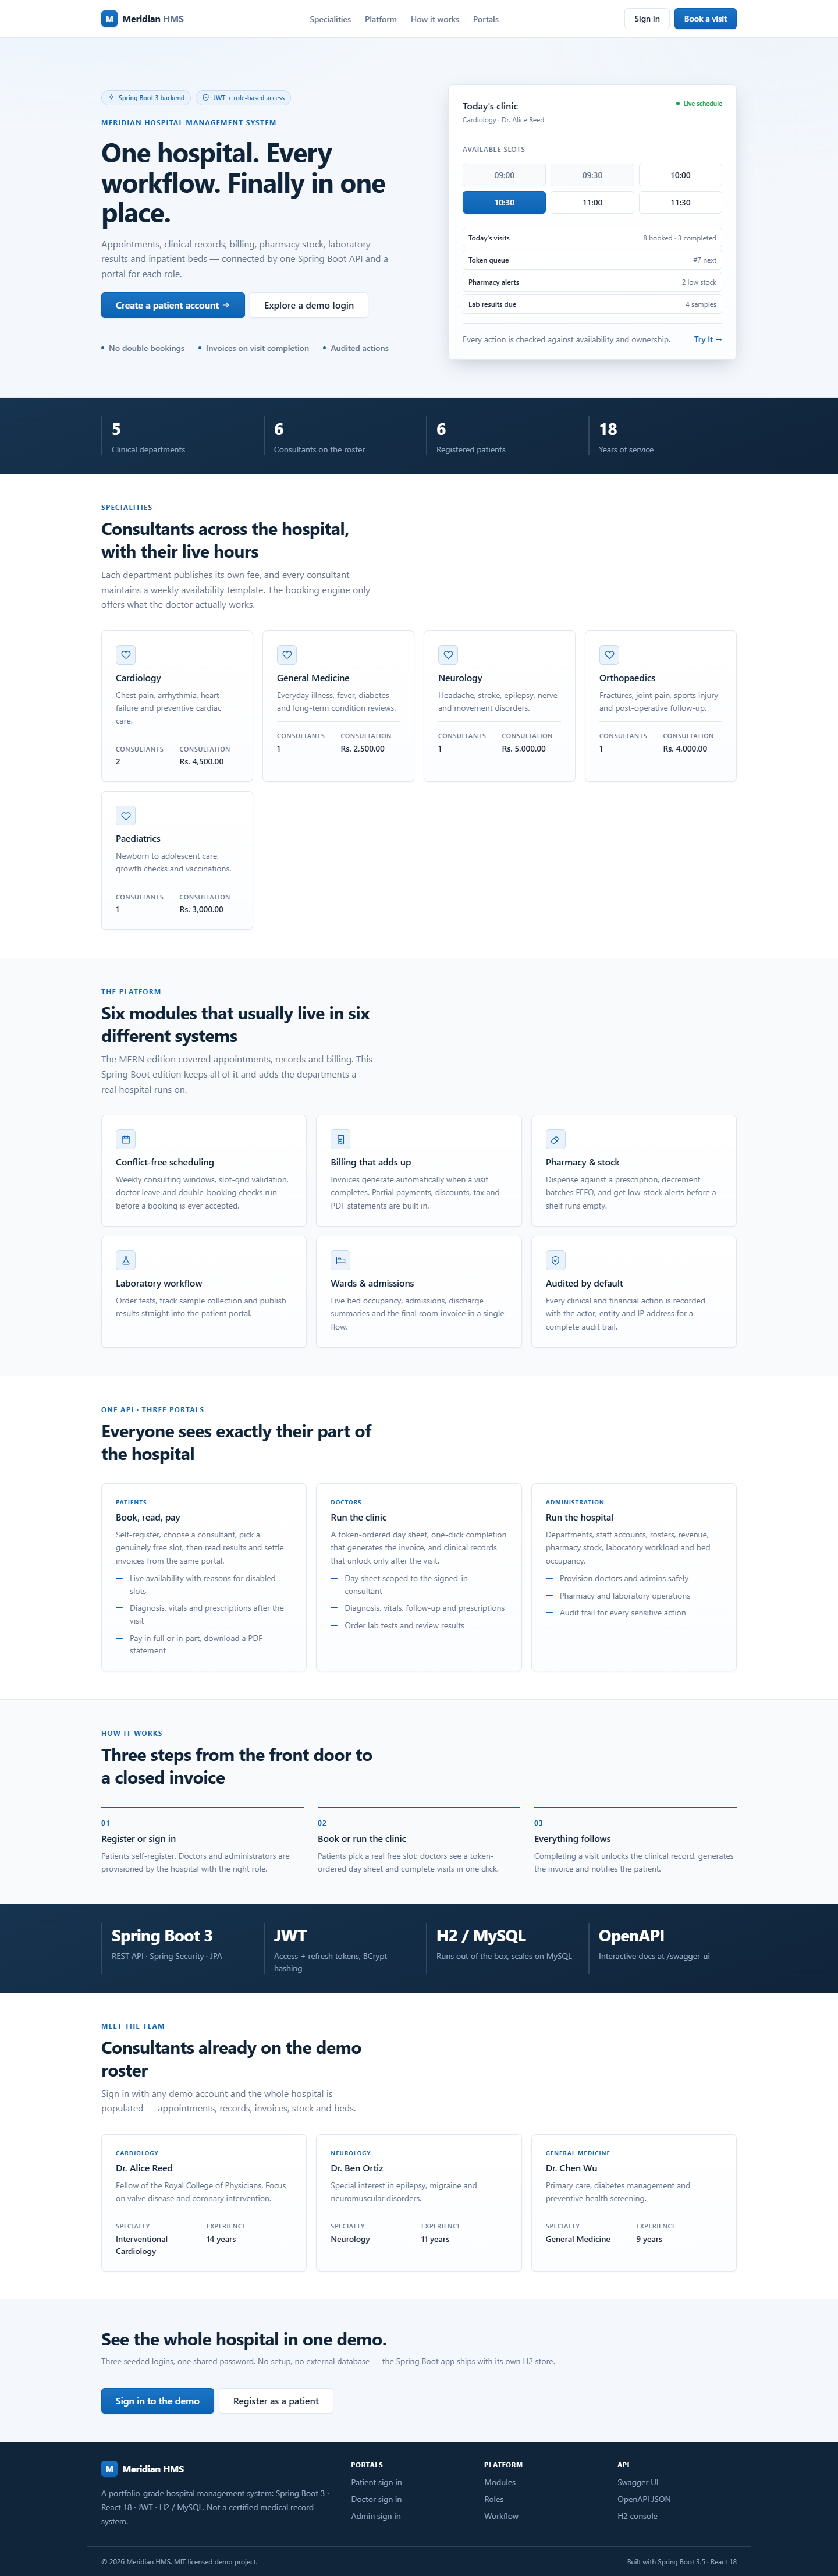 M Meridian HMS
Specialities Platform How it works Portals
Sign in Book a visit
Spring Boot 3 backend JWT + role-based access
MERIDIAN HOSPITAL MANAGEMENT SYSTEM
One hospital. Every
workflow. Finally in one
place.
Appointments, clinical records, billing, pharmacy stock, laboratory
results and inpatient beds — connected by one Spring Boot API and a
portal for each role.
Create a patient account → Explore a demo login
No double bookings Invoices on visit completion Audited actions
Today's clinic Live schedule
Cardiology · Dr. Alice Reed
AVAILABLE SLOTS
09:00 09:30 10:00
10:30 11:00 11:30
Today's visits 8 booked · 3 completed
Token queue #7 next
Pharmacy alerts 2 low stock
Lab results due 4 samples
Every action is checked against availability and ownership. Try it →
5 6 6 18
Clinical departments Consultants on the roster Registered patients Years of service
SPECIALITIES
Consultants across the hospital,
with their live hours
Each department publishes its own fee, and every consultant
maintains a weekly availability template. The booking engine only
offers what the doctor actually works.
Cardiology
Chest pain, arrhythmia, heart
failure and preventive cardiac
care.
CONSULTANTS CONSULTATION
2 Rs. 4,500.00
General Medicine
Everyday illness, fever, diabetes
and long-term condition reviews.
CONSULTANTS CONSULTATION
1 Rs. 2,500.00
Neurology
Headache, stroke, epilepsy, nerve
and movement disorders.
CONSULTANTS CONSULTATION
1 Rs. 5,000.00
Orthopaedics
Fractures, joint pain, sports injury
and post-operative follow-up.
CONSULTANTS CONSULTATION
1 Rs. 4,000.00
Paediatrics
Newborn to adolescent care,
growth checks and vaccinations.
CONSULTANTS CONSULTATION
1 Rs. 3,000.00
THE PLATFORM
Six modules that usually live in six
different systems
The MERN edition covered appointments, records and billing. This
Spring Boot edition keeps all of it and adds the departments a
real hospital runs on.
Conflict-free scheduling
Weekly consulting windows, slot-grid validation,
doctor leave and double-booking checks run
before a booking is ever accepted.
Billing that adds up
Invoices generate automatically when a visit
completes. Partial payments, discounts, tax and
PDF statements are built in.
Pharmacy & stock
Dispense against a prescription, decrement
batches FEFO, and get low-stock alerts before a
shelf runs empty.
Laboratory workflow
Order tests, track sample collection and publish
results straight into the patient portal.
Wards & admissions
Live bed occupancy, admissions, discharge
summaries and the final room invoice in a single
flow.
Audited by default
Every clinical and financial action is recorded
with the actor, entity and IP address for a
complete audit trail.
ONE API · THREE PORTALS
Everyone sees exactly their part of
the hospital
PATIENTS
Book, read, pay
Self-register, choose a consultant, pick a
genuinely free slot, then read results and settle
invoices from the same portal.
Live availability with reasons for disabled
slots
Diagnosis, vitals and prescriptions after the
visit
Pay in full or in part, download a PDF
statement
DOCTORS
Run the clinic
A token-ordered day sheet, one-click completion
that generates the invoice, and clinical records
that unlock only after the visit.
Day sheet scoped to the signed-in
consultant
Diagnosis, vitals, follow-up and prescriptions
Order lab tests and review results
ADMINISTRATION
Run the hospital
Departments, staff accounts, rosters, revenue,
pharmacy stock, laboratory workload and bed
occupancy.
Provision doctors and admins safely
Pharmacy and laboratory operations
Audit trail for every sensitive action
HOW IT WORKS
Three steps from the front door to
a closed invoice
01
Register or sign in
Patients self-register. Doctors and administrators are
provisioned by the hospital with the right role.
02
Book or run the clinic
Patients pick a real free slot; doctors see a token-
ordered day sheet and complete visits in one click.
03
Everything follows
Completing a visit unlocks the clinical record, generates
the invoice and notifies the patient.
Spring Boot 3
REST API · Spring Security · JPA
JWT
Access + refresh tokens, BCrypt
hashing
H2 / MySQL
Runs out of the box, scales on MySQL
OpenAPI
Interactive docs at /swagger-ui
MEET THE TEAM
Consultants already on the demo
roster
Sign in with any demo account and the whole hospital is
populated — appointments, records, invoices, stock and beds.
CARDIOLOGY
Dr. Alice Reed
Fellow of the Royal College of Physicians. Focus
on valve disease and coronary intervention.
SPECIALTY EXPERIENCE
Interventional 14 years
Cardiology
NEUROLOGY
Dr. Ben Ortiz
Special interest in epilepsy, migraine and
neuromuscular disorders.
SPECIALTY EXPERIENCE
Neurology 11 years
GENERAL MEDICINE
Dr. Chen Wu
Primary care, diabetes management and
preventive health screening.
SPECIALTY EXPERIENCE
General Medicine 9 years
See the whole hospital in one demo.
Three seeded logins, one shared password. No setup, no external database — the Spring Boot app ships with its own H2 store.
Sign in to the demo Register as a patient
M Meridian HMS
A portfolio-grade hospital management system: Spring Boot 3 ·
React 18 · JWT · H2 / MySQL. Not a certified medical record
system.
PORTALS
Patient sign in
Doctor sign in
Admin sign in
PLATFORM
Modules
Roles
Workflow
API
Swagger UI
OpenAPI JSON
H2 console
© 2026 Meridian HMS. MIT licensed demo project. Built with Spring Boot 3.5 · React 18